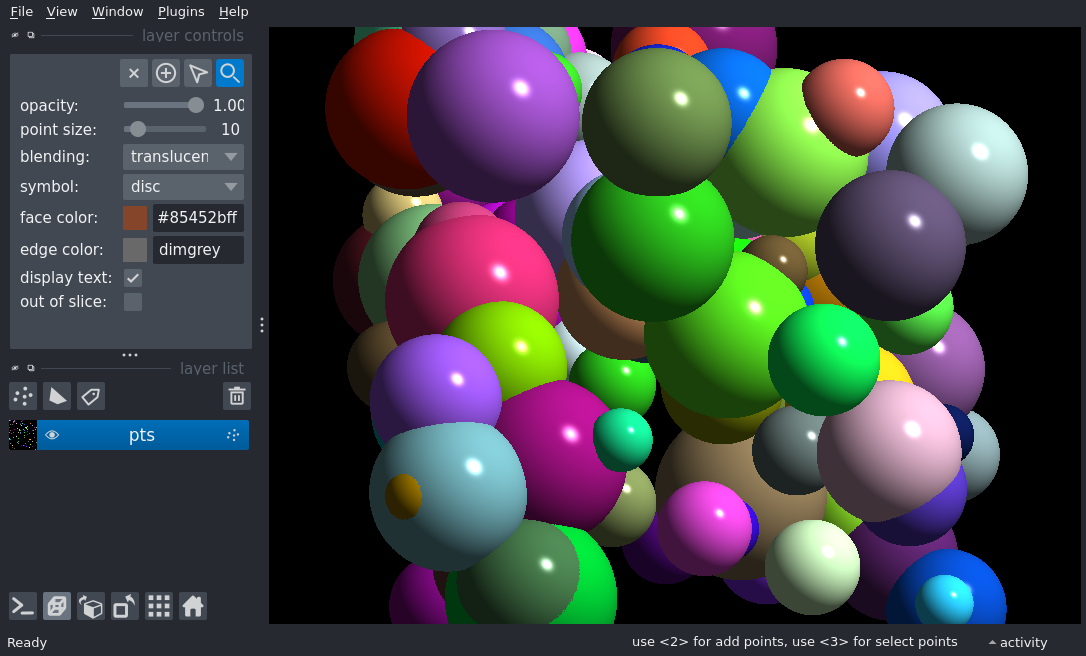 File View Window Plugins Help
layer controls
opacity: 1.00
point size: 10
blending: translucen
symbol: disc
face color: #85452bff
edge color: dimgrey
display text:
out of slice:
layer list
pts
Ready use <2> for add points, use <3> for select points activity